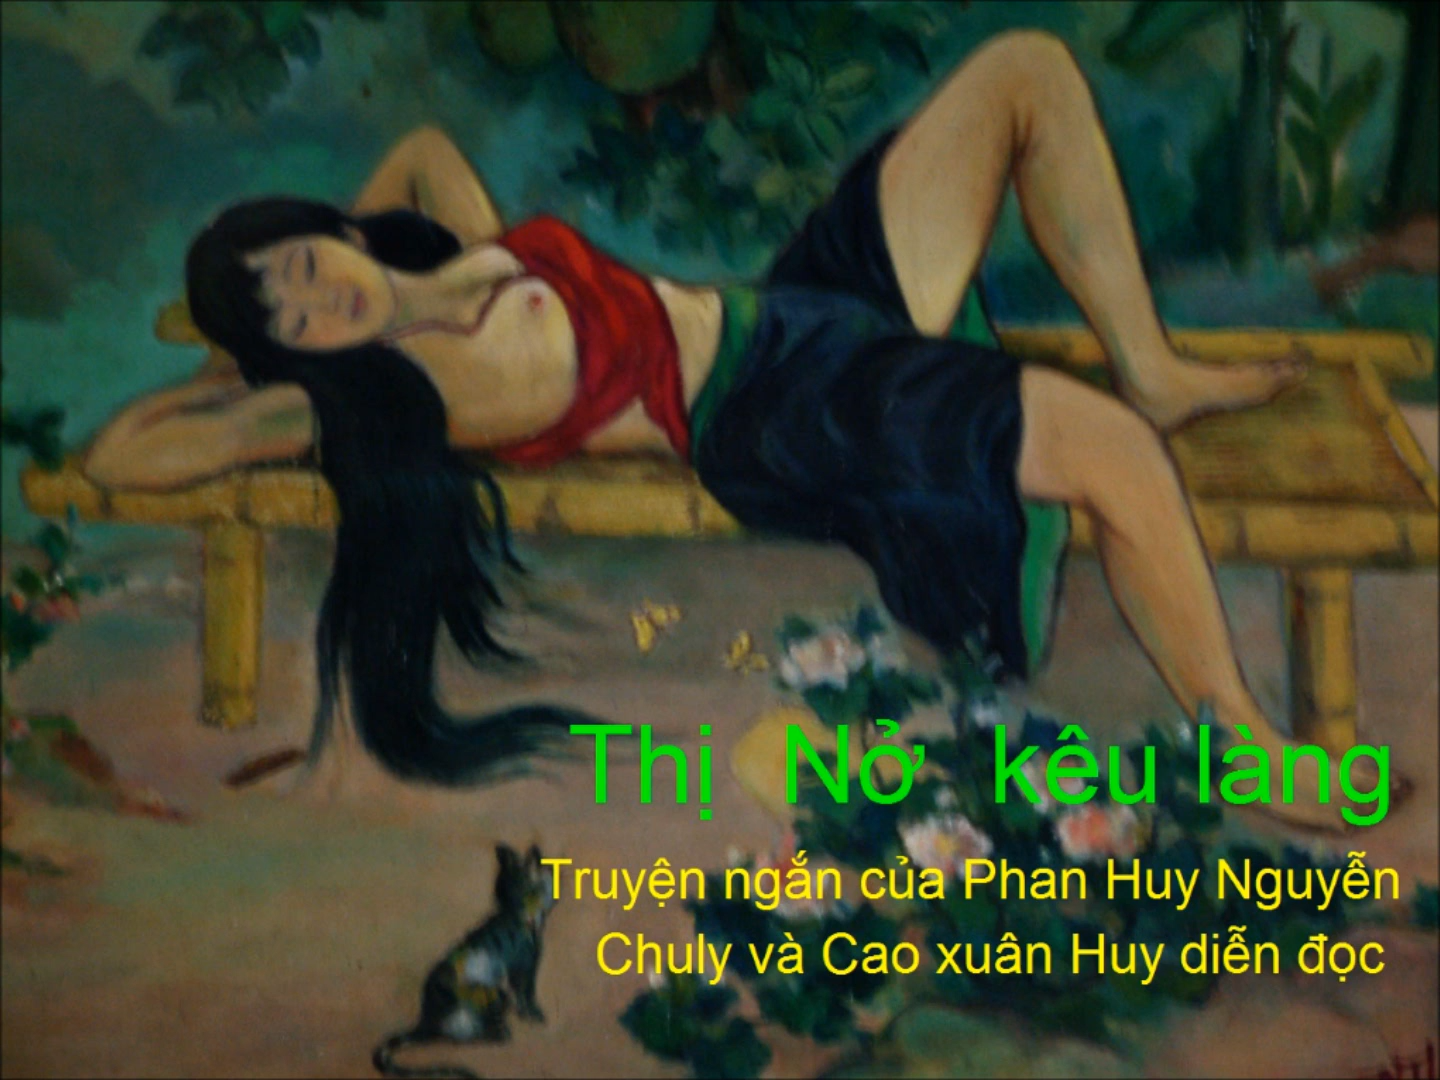 Thị Nở kêu làng
Truyện ngắn của Phan Huy Nguyễn
Chuly và Cao xuân Huy diễn đọc